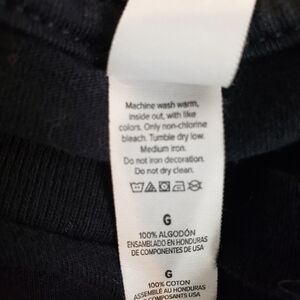 Machine wash warm,
inside out, with like
colors. Only non-chlorine
bleach. Tumble dry low.
Medium iron.
Do not iron decoration.
Do not dry clean.
G
100% ALGODÓN
ENSAMBLADO EN HONDURAS
DE COMPONENTES DE USA
G
100% COTON
ASSEMBLÉ AU HONDURAS
COMPOSANTS USA